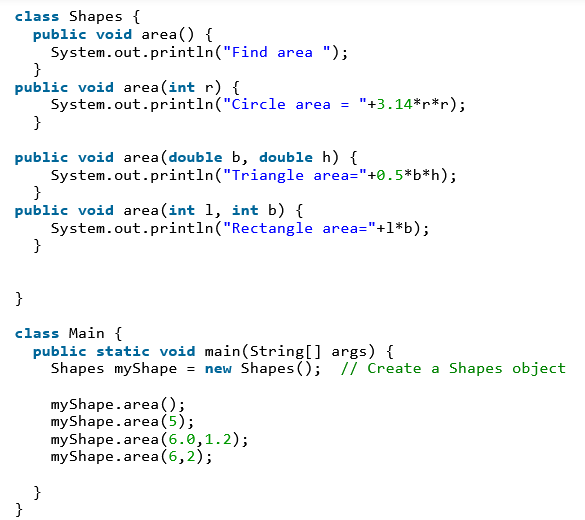 class Shapes {
  public void area() {
    System.out.println("Find area ");
  }
public void area(int r) {
    System.out.println("Circle area = "+3.14*r*r);
  }

public void area(double b, double h) {
    System.out.println("Triangle area="+0.5*b*h);
  }
public void area(int l, int b) {
    System.out.println("Rectangle area="+l*b);
  }


}

class Main {
  public static void main(String[] args) {
    Shapes myShape = new Shapes();  // Create a Shapes object

    myShape.area();
    myShape.area(5);
    myShape.area(6.0,1.2);
    myShape.area(6,2);

  }
}